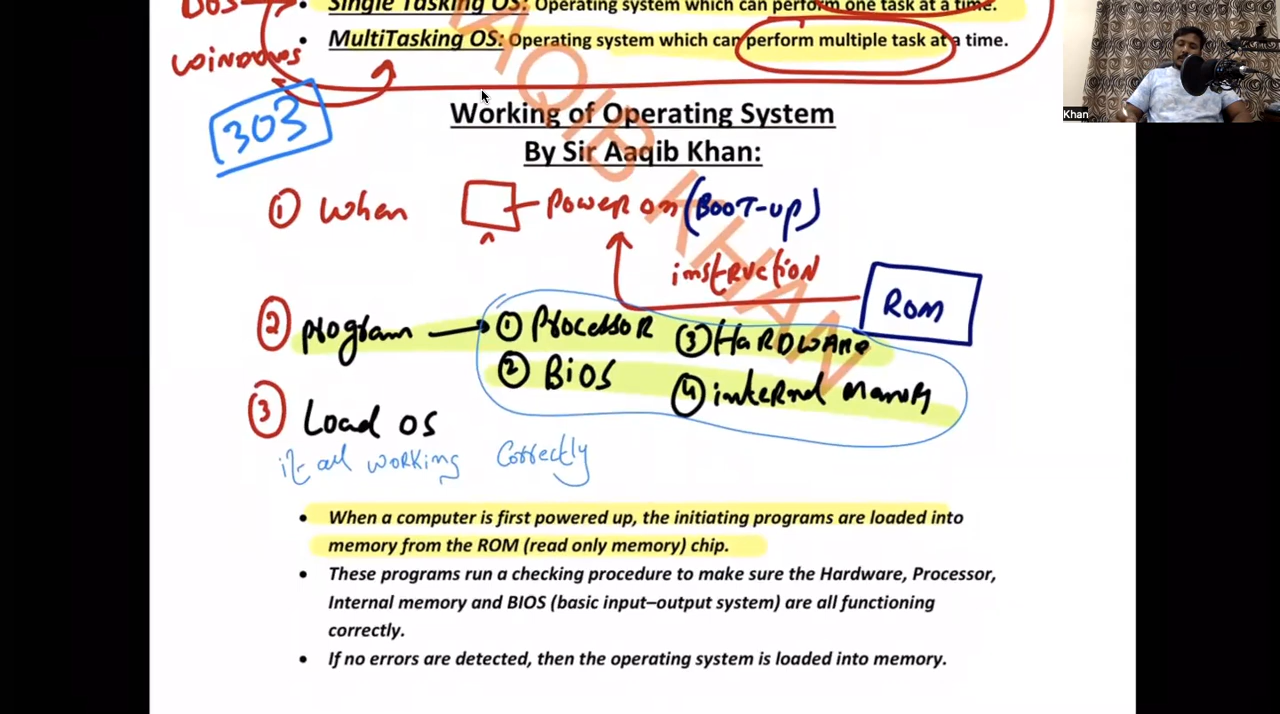 DOS
Single Tasking OS: Operating system which can perform one task at a time.
MultiTasking OS: Operating system which can perform multiple task at a time.
Windows
303
Working of Operating System
By Sir Aaqib Khan:
① When power on (BOOT-up)
instruction
ROM
② program ① Processor ③ HARDWARE
② BIOS ④ internal memory
③ Load OS
if all working correctly
• When a computer is first powered up, the initiating programs are loaded into
memory from the ROM (read only memory) chip.
• These programs run a checking procedure to make sure the Hardware, Processor,
Internal memory and BIOS (basic input–output system) are all functioning
correctly.
• If no errors are detected, then the operating system is loaded into memory.
AAQIB KHAN
Khan